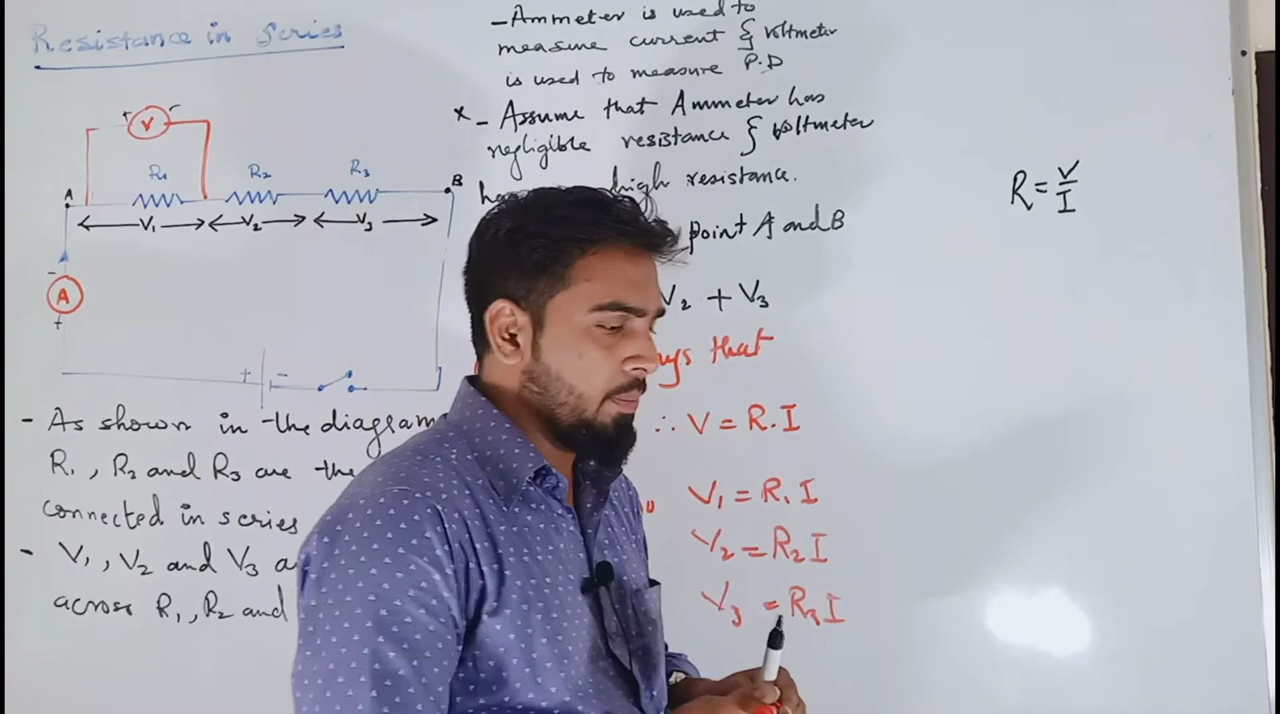 Resistance in Series
+ V -
R₁ R₂ R₃
A B
V₁ V₂ V₃
-
A
+
+ -
- As shown in the diagram
R₁, R₂ and R₃ are the
connected in series
- V₁, V₂ and V₃
across R₁, R₂ and
- Ammeter is used to
measure current & Voltmeter
is used to measure P.D
x - Assume that Ammeter has
negligible resistance & Voltmeter
high resistance.
point A and B
V₂ + V₃
that
∴ V = R.I
V₁ = R₁ I
V₂ = R₂ I
V₃ = R₃ I
R = V/I